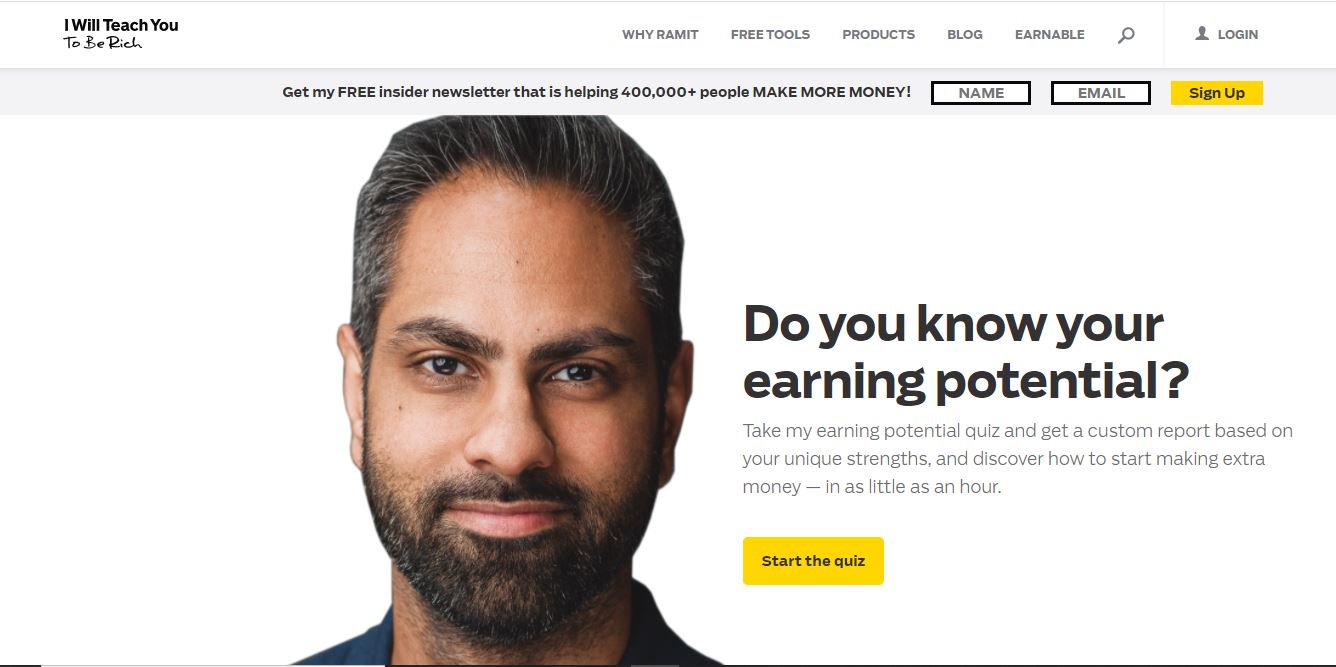 I Will Teach You
To Be Rich
WHY RAMIT
FREE TOOLS
PRODUCTS
BLOG
EARNABLE
LOGIN
Get my FREE insider newsletter that is helping 400,000+ people MAKE MORE MONEY!
NAME
EMAIL
Sign Up
Do you know your
earning potential?
Take my earning potential quiz and get a custom report based on
your unique strengths, and discover how to start making extra
money — in as little as an hour.
Start the quiz